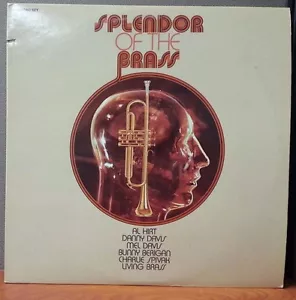 SPLENDOR
OF THE
BRASS
AL HIRT
DANNY DAVIS
MEL DAVIS
BUNNY BERIGAN
CHARLIE SPIVAK
LIVING BRASS